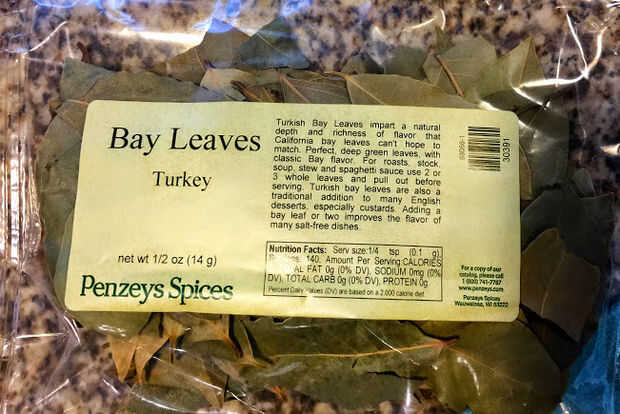 Bay Leaves
Turkey
net wt 1/2 oz (14 g)
Penzeys Spices
Turkish Bay Leaves impart a natural
depth and richness of flavor that
California bay leaves can't hope to
match. Perfect, deep green leaves, with
classic Bay flavor. For roasts, stock,
soup, stew and spaghetti sauce use 2 or
3 whole leaves and pull out before
serving. Turkish bay leaves are also a
traditional addition to many English
desserts, especially custards. Adding a
bay leaf or two improves the flavor of
many salt-free dishes.
Nutrition Facts: Serv size:1/4 tsp (0.1 g)
140. Amount Per Serving:CALORIES
FAT 0g (0% DV), SODIUM 0mg (0%
DV), TOTAL CARB 0g (0% DV), PROTEIN 0g.
Percent Daily Values (DV) are based on a 2,000 calorie diet
30391
For a copy of our
catalog, please call
1 (800) 741-7787
www.penzeys.com
Penzeys Spices
Wauwatosa, WI 53222